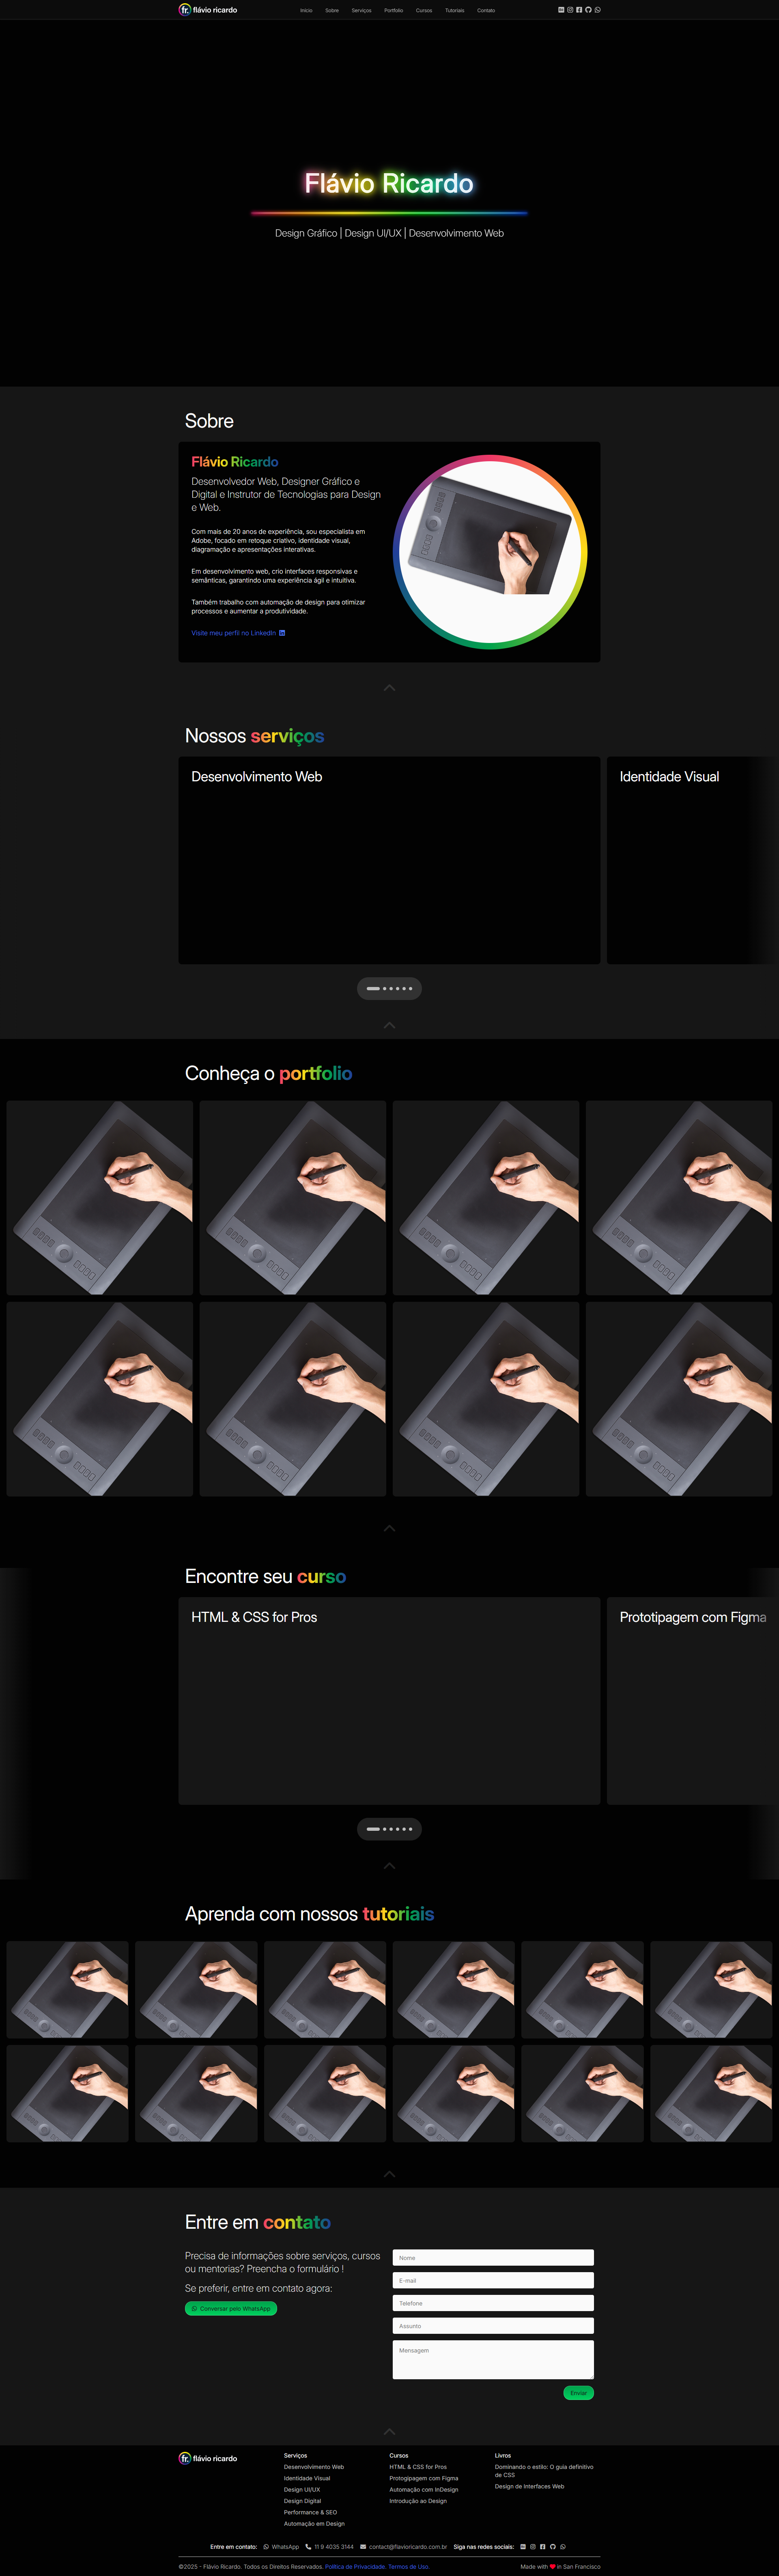 fr. flávio ricardo
Início Sobre Serviços Portfolio Cursos Tutoriais Contato
Flávio Ricardo
Design Gráfico | Design UI/UX | Desenvolvimento Web
Sobre
Flávio Ricardo
Desenvolvedor Web, Designer Gráfico e
Digital e Instrutor de Tecnologias para Design
e Web.
Com mais de 20 anos de experiência, sou especialista em
Adobe, focado em retoque criativo, identidade visual,
diagramação e apresentações interativas.
Em desenvolvimento web, crio interfaces responsivas e
semânticas, garantindo uma experiência ágil e intuitiva.
Também trabalho com automação de design para otimizar
processos e aumentar a produtividade.
Visite meu perfil no LinkedIn
Nossos serviços
Desenvolvimento Web
Identidade Visual
Conheça o portfolio
Encontre seu curso
HTML & CSS for Pros
Prototipagem com Figma
Aprenda com nossos tutoriais
Entre em contato
Precisa de informações sobre serviços, cursos
ou mentorias? Preencha o formulário !
Se preferir, entre em contato agora:
Conversar pelo WhatsApp
Nome
E-mail
Telefone
Assunto
Mensagem
Enviar
fr. flávio ricardo
Serviços
Desenvolvimento Web
Identidade Visual
Design UI/UX
Design Digital
Performance & SEO
Automação em Design
Cursos
HTML & CSS for Pros
Protogipagem com Figma
Automação com InDesign
Introdução ao Design
Livros
Dominando o estilo: O guia definitivo
de CSS
Design de Interfaces Web
Entre em contato: WhatsApp 11 9 4035 3144 contact@flavioricardo.com.br Siga nas redes sociais:
©2025 - Flávio Ricardo. Todos os Direitos Reservados. Política de Privacidade. Termos de Uso.
Made with ❤ in San Francisco